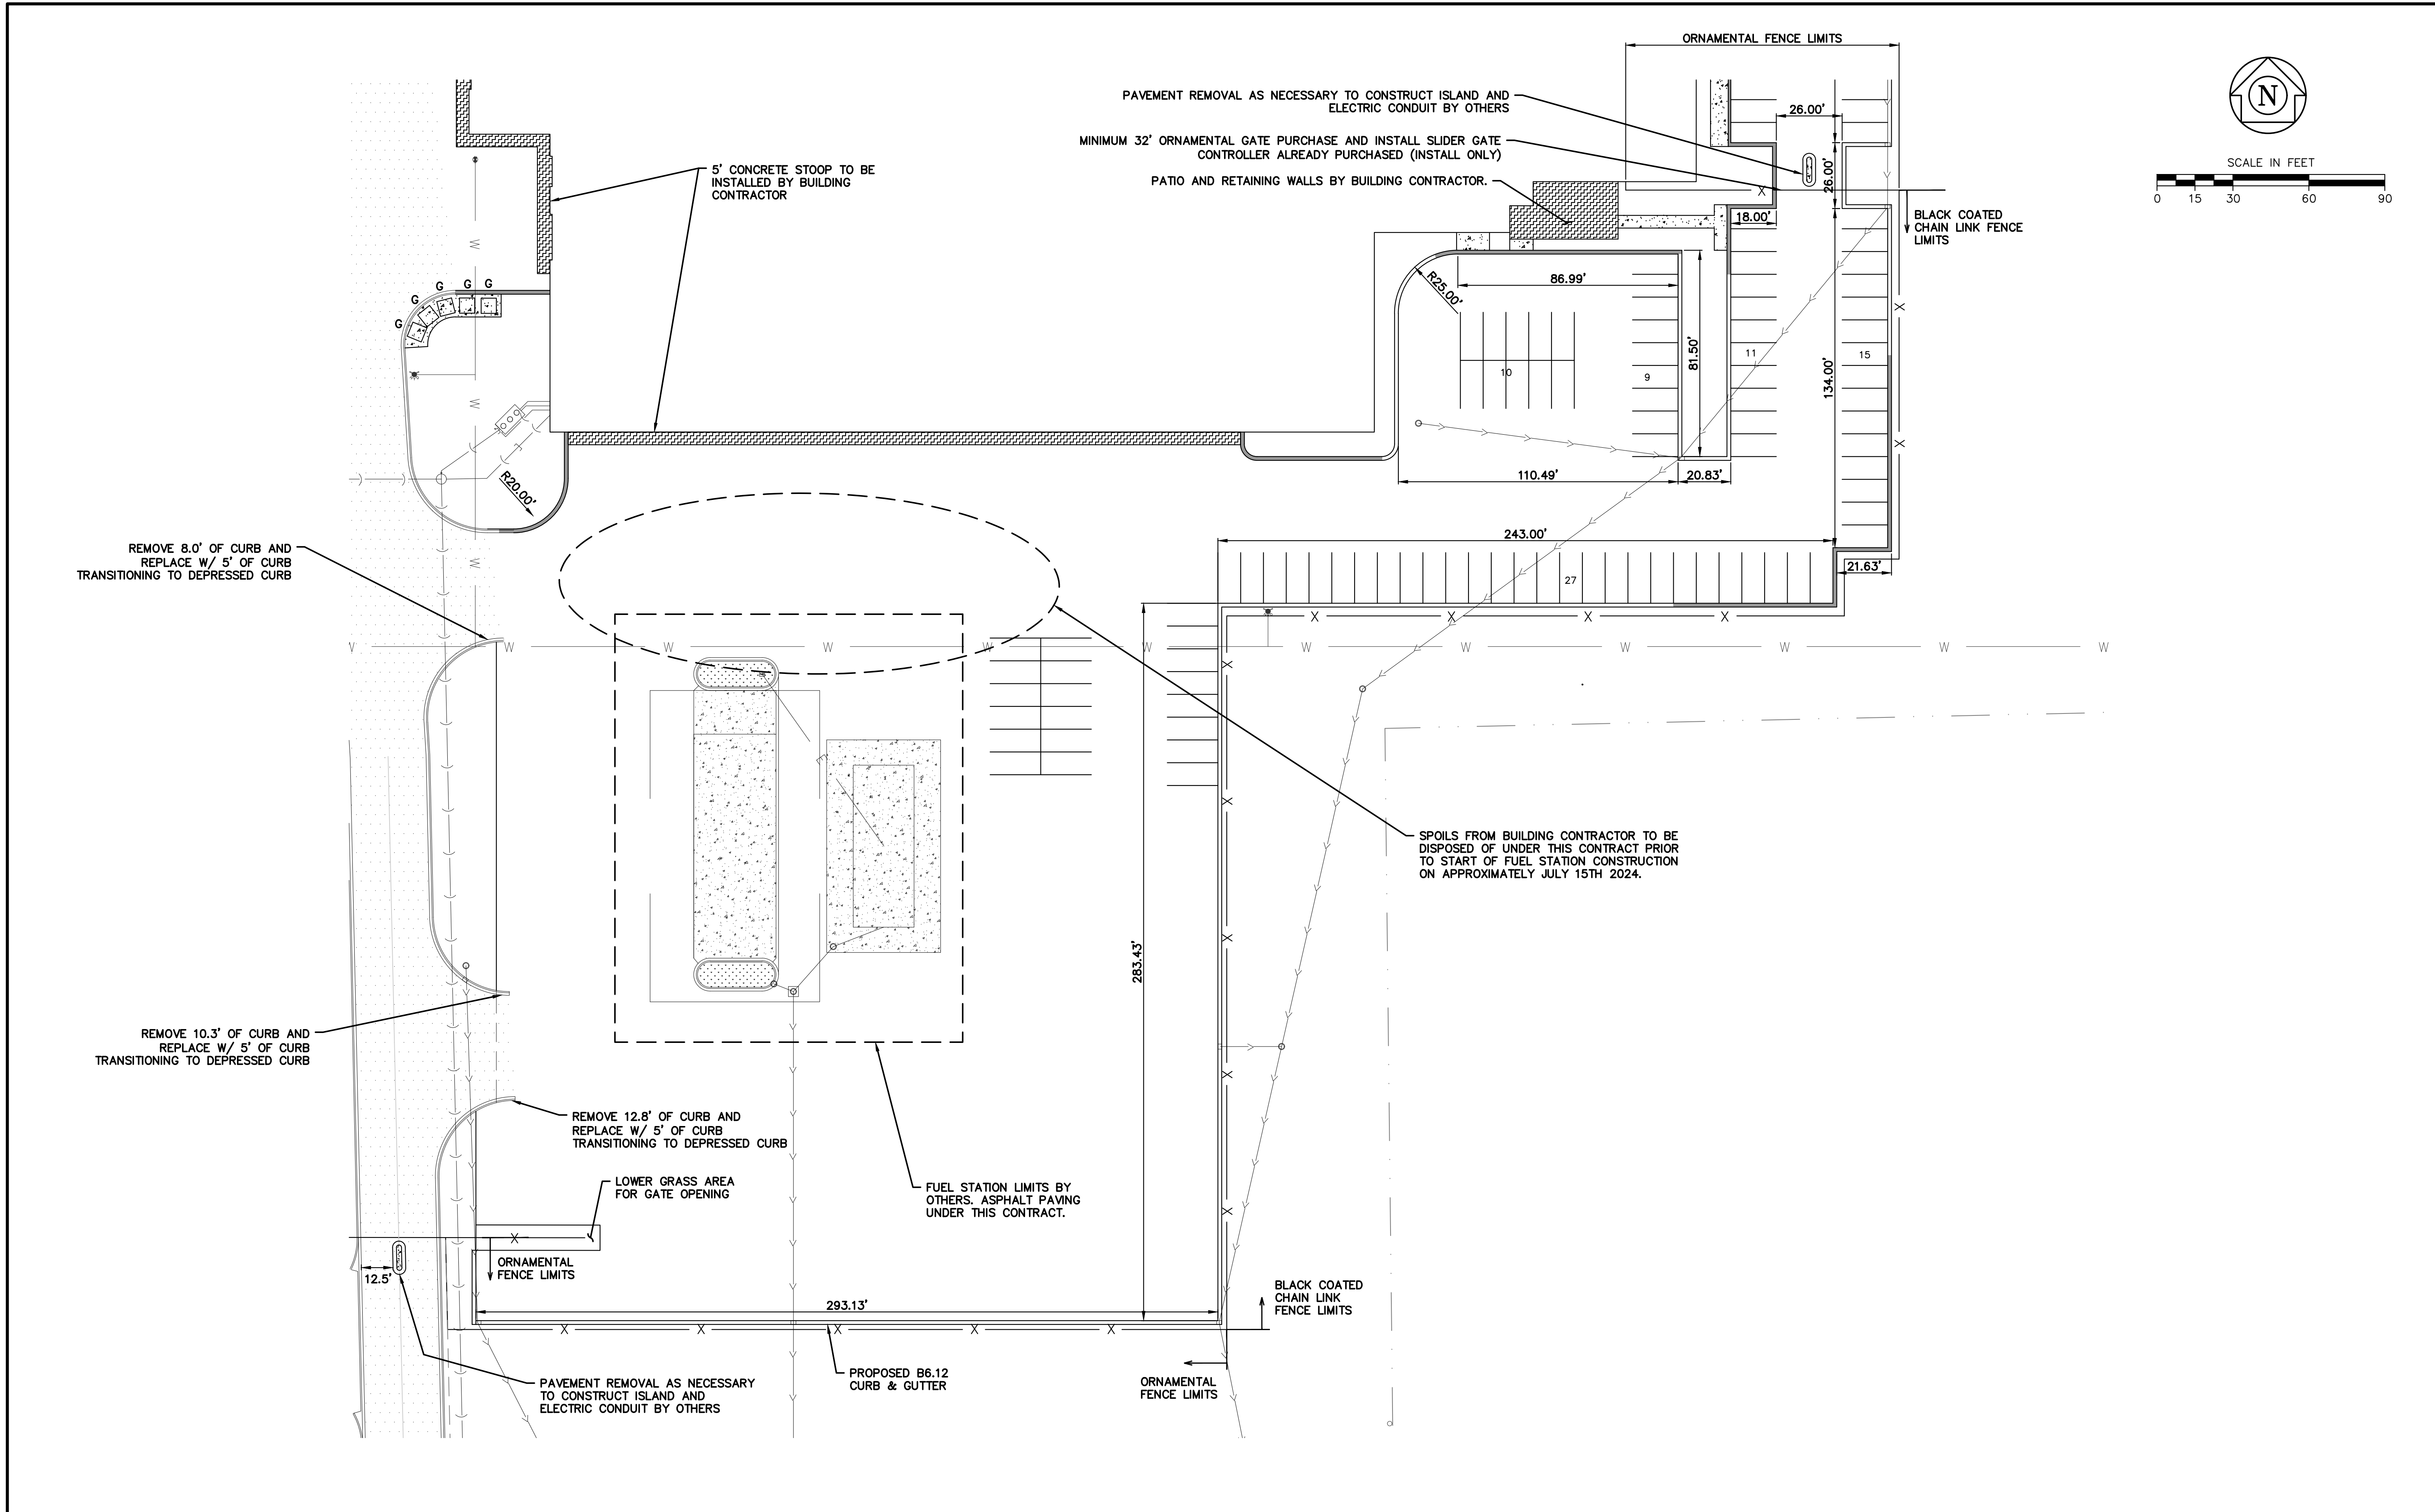 ORNAMENTAL FENCE LIMITS
PAVEMENT REMOVAL AS NECESSARY TO CONSTRUCT ISLAND AND
ELECTRIC CONDUIT BY OTHERS
26.00'
N
MINIMUM 32' ORNAMENTAL GATE PURCHASE AND INSTALL SLIDER GATE
CONTROLLER ALREADY PURCHASED (INSTALL ONLY)
SCALE IN FEET
0 15 30 60 90
5' CONCRETE STOOP TO BE
INSTALLED BY BUILDING
CONTRACTOR
PATIO AND RETAINING WALLS BY BUILDING CONTRACTOR.
X
26.00'
18.00'
BLACK COATED
CHAIN LINK FENCE
LIMITS
W
G G G G G
R25.00'
86.99'
X
81.50'
11
15
134.00'
10
9
W
X
110.49'
20.83'
R20.00'
243.00'
REMOVE 8.0' OF CURB AND
REPLACE W/ 5' OF CURB
TRANSITIONING TO DEPRESSED CURB
W
27
21.63'
X X X X
W W W W W W W W W W W W
X
E
X
SPOILS FROM BUILDING CONTRACTOR TO BE
DISPOSED OF UNDER THIS CONTRACT PRIOR
TO START OF FUEL STATION CONSTRUCTION
ON APPROXIMATELY JULY 15TH 2024.
283.43'
X
REMOVE 10.3' OF CURB AND
REPLACE W/ 5' OF CURB
TRANSITIONING TO DEPRESSED CURB
X
REMOVE 12.8' OF CURB AND
REPLACE W/ 5' OF CURB
TRANSITIONING TO DEPRESSED CURB
LOWER GRASS AREA
FOR GATE OPENING
FUEL STATION LIMITS BY
OTHERS. ASPHALT PAVING
UNDER THIS CONTRACT.
X
X
ORNAMENTAL
FENCE LIMITS
12.5'
BLACK COATED
CHAIN LINK
FENCE LIMITS
293.13'
X X X X X
PROPOSED B6.12
CURB & GUTTER
PAVEMENT REMOVAL AS NECESSARY
TO CONSTRUCT ISLAND AND
ELECTRIC CONDUIT BY OTHERS
ORNAMENTAL
FENCE LIMITS